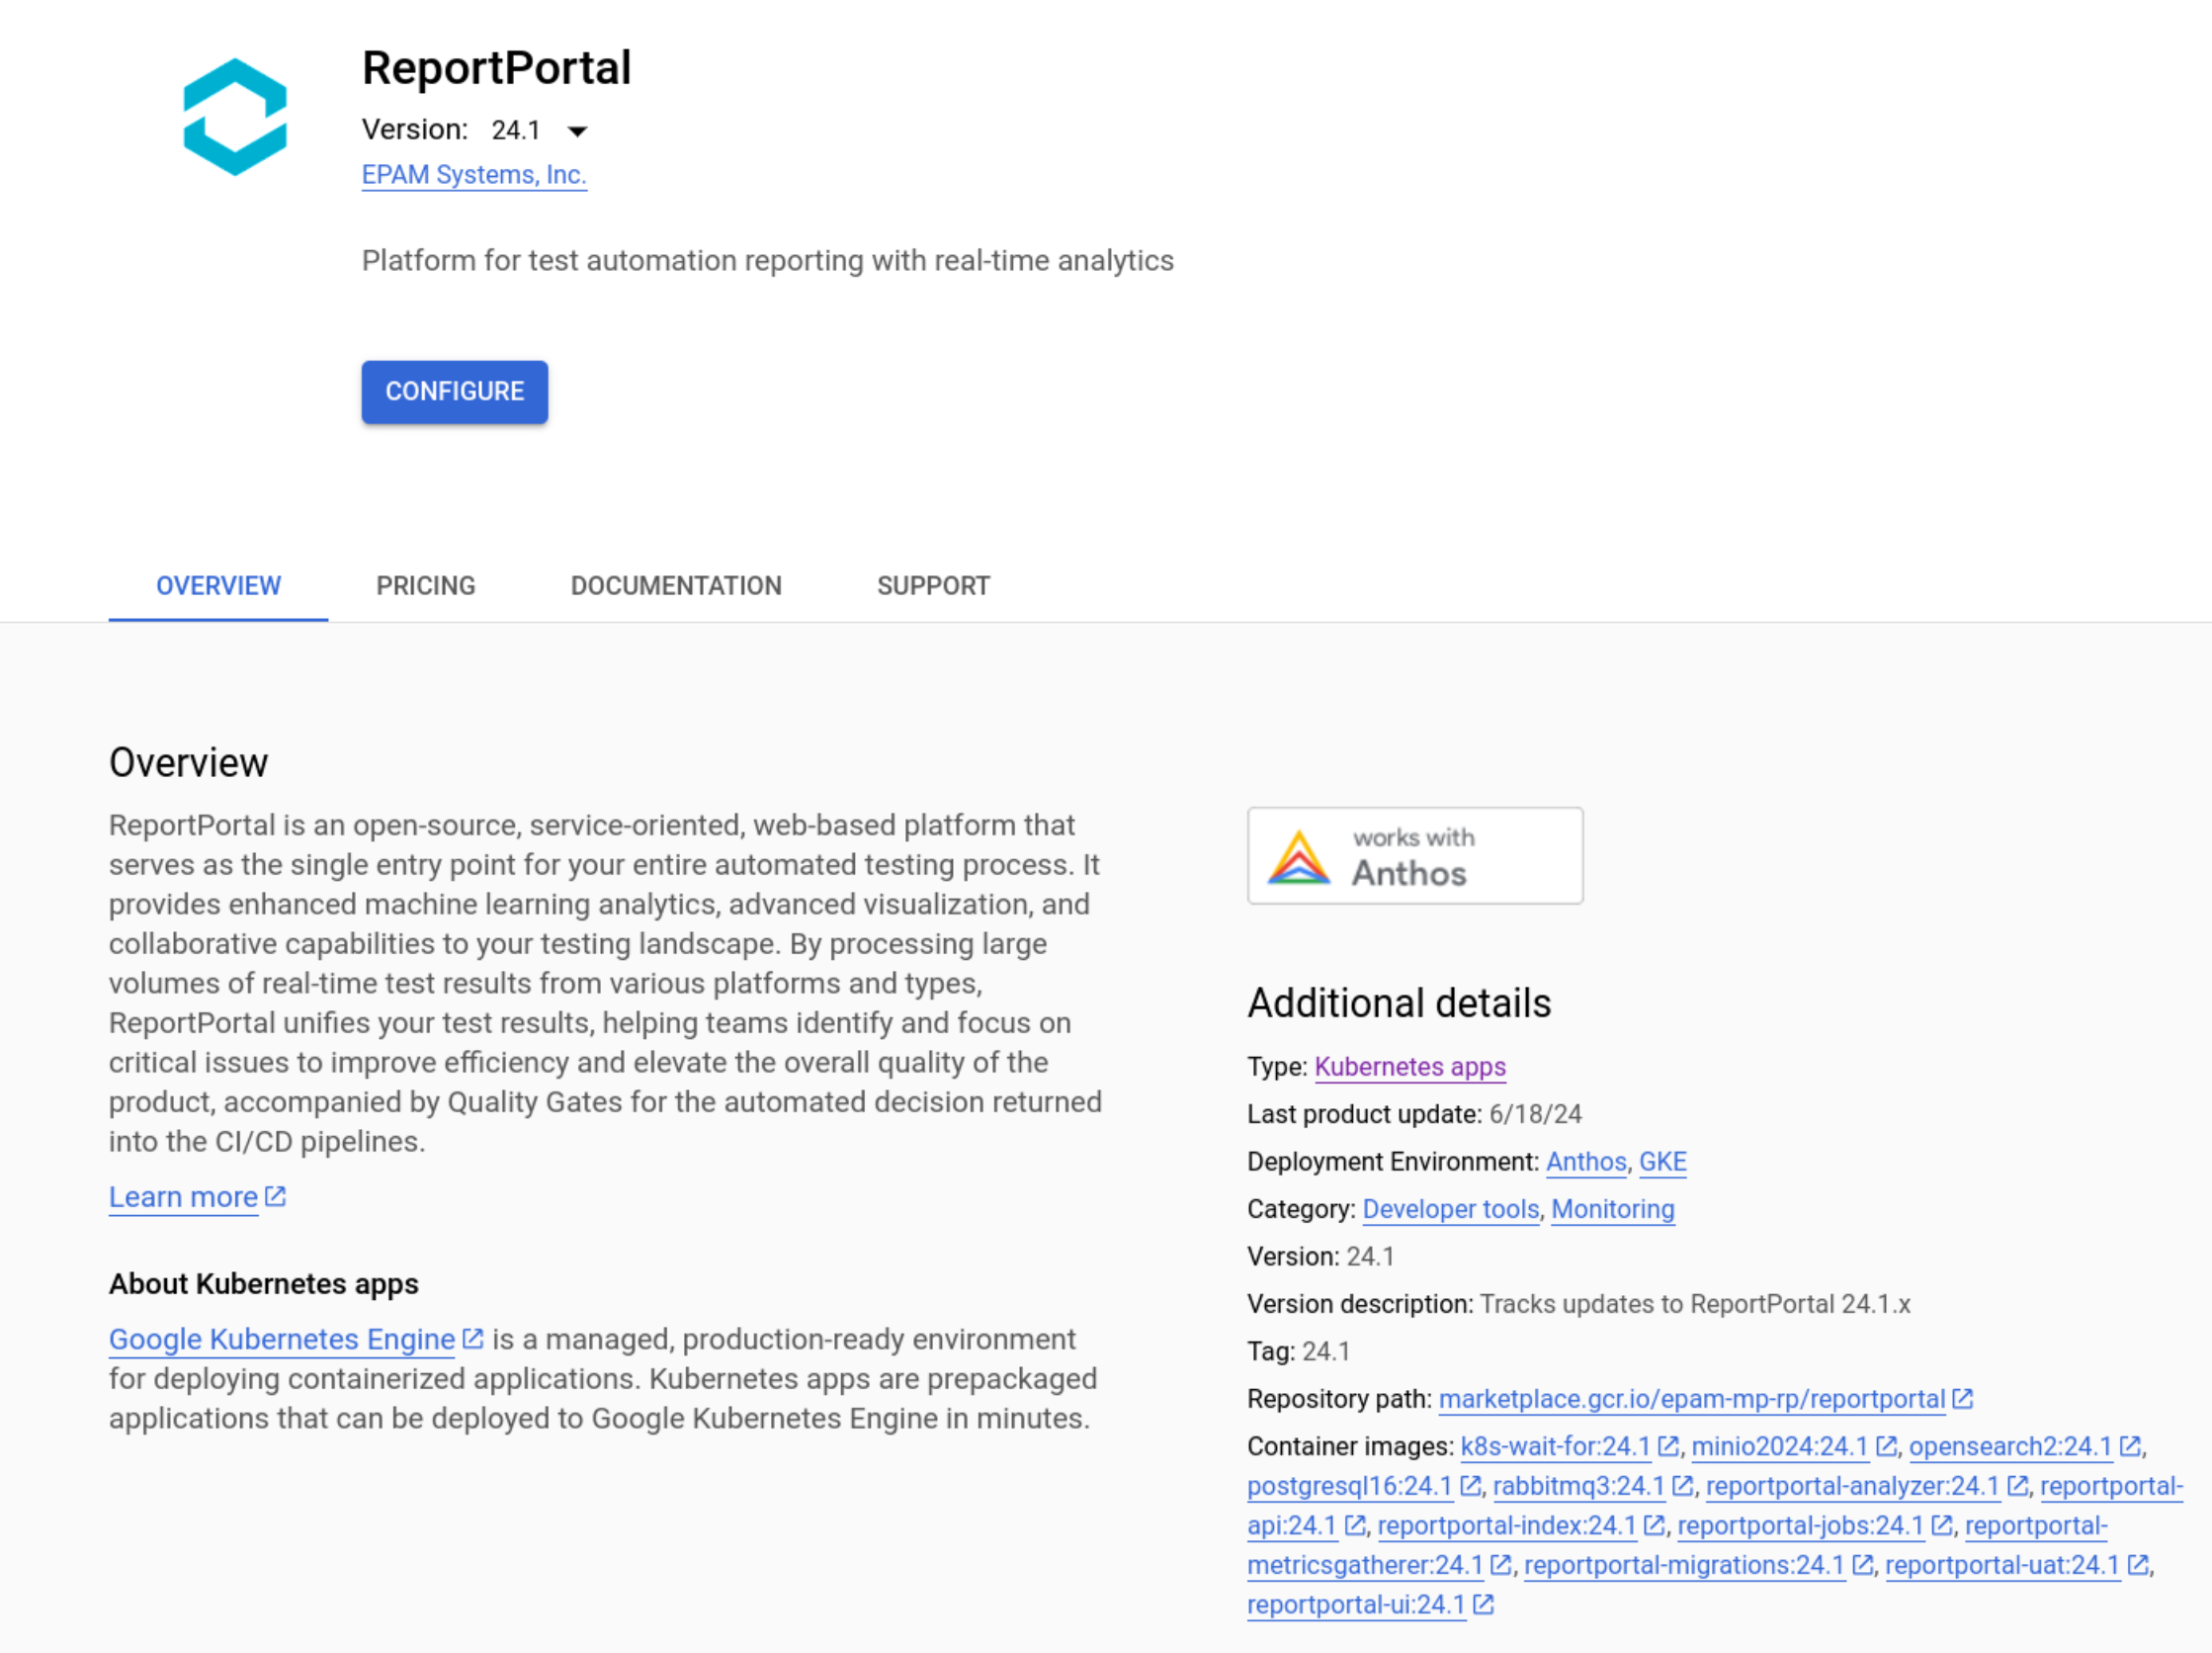 ReportPortal
Version: 24.1
EPAM Systems, Inc.
Platform for test automation reporting with real-time analytics
CONFIGURE
OVERVIEW PRICING DOCUMENTATION SUPPORT
Overview
ReportPortal is an open-source, service-oriented, web-based platform that
serves as the single entry point for your entire automated testing process. It
provides enhanced machine learning analytics, advanced visualization, and
collaborative capabilities to your testing landscape. By processing large
volumes of real-time test results from various platforms and types,
ReportPortal unifies your test results, helping teams identify and focus on
critical issues to improve efficiency and elevate the overall quality of the
product, accompanied by Quality Gates for the automated decision returned
into the CI/CD pipelines.
Learn more
About Kubernetes apps
Google Kubernetes Engine is a managed, production-ready environment
for deploying containerized applications. Kubernetes apps are prepackaged
applications that can be deployed to Google Kubernetes Engine in minutes.
works with
Anthos
Additional details
Type: Kubernetes apps
Last product update: 6/18/24
Deployment Environment: Anthos, GKE
Category: Developer tools, Monitoring
Version: 24.1
Version description: Tracks updates to ReportPortal 24.1.x
Tag: 24.1
Repository path: marketplace.gcr.io/epam-mp-rp/reportportal
Container images: k8s-wait-for:24.1, minio2024:24.1, opensearch2:24.1,
postgresql16:24.1, rabbitmq3:24.1, reportportal-analyzer:24.1, reportportal-
api:24.1, reportportal-index:24.1, reportportal-jobs:24.1, reportportal-
metricsgatherer:24.1, reportportal-migrations:24.1, reportportal-uat:24.1,
reportportal-ui:24.1